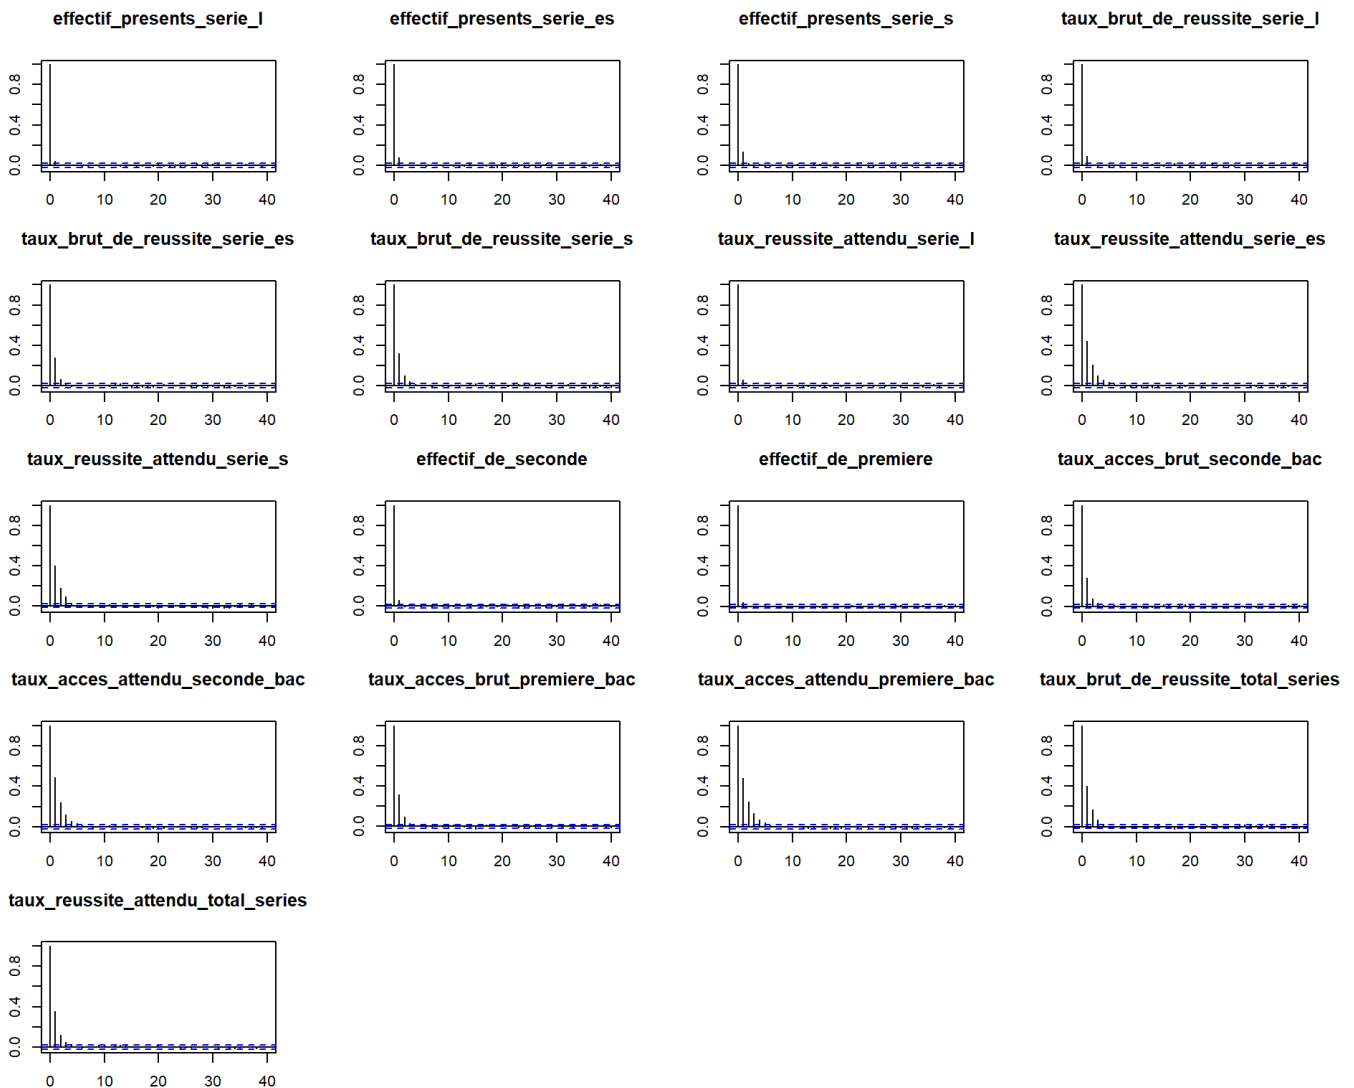 effectif_presents_serie_l effectif_presents_serie_es effectif_presents_serie_s taux_brut_de_reussite_serie_l
0.0 0.4 0.8 0.0 0.4 0.8 0.0 0.4 0.8 0.0 0.4 0.8
0 10 20 30 40 0 10 20 30 40 0 10 20 30 40 0 10 20 30 40
taux_brut_de_reussite_serie_es taux_brut_de_reussite_serie_s taux_reussite_attendu_serie_l taux_reussite_attendu_serie_es
0.0 0.4 0.8 0.0 0.4 0.8 0.0 0.4 0.8 0.0 0.4 0.8
0 10 20 30 40 0 10 20 30 40 0 10 20 30 40 0 10 20 30 40
taux_reussite_attendu_serie_s effectif_de_seconde effectif_de_premiere taux_acces_brut_seconde_bac
0.0 0.4 0.8 0.0 0.4 0.8 0.0 0.4 0.8 0.0 0.4 0.8
0 10 20 30 40 0 10 20 30 40 0 10 20 30 40 0 10 20 30 40
taux_acces_attendu_seconde_bac taux_acces_brut_premiere_bac taux_acces_attendu_premiere_bac taux_brut_de_reussite_total_series
0.0 0.4 0.8 0.0 0.4 0.8 0.0 0.4 0.8 0.0 0.4 0.8
0 10 20 30 40 0 10 20 30 40 0 10 20 30 40 0 10 20 30 40
taux_reussite_attendu_total_series
0.0 0.4 0.8
0 10 20 30 40